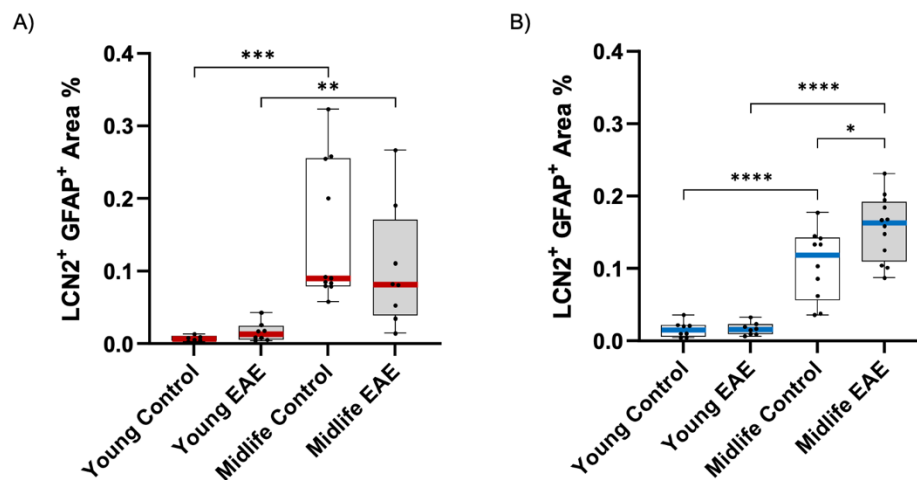 A)
LCN2+ GFAP+ Area %
0.4
0.3
0.2
0.1
0.0
***
**
Young Control
Young EAE
Midlife Control
Midlife EAE
B)
LCN2+ GFAP+ Area %
0.4
0.3
0.2
0.1
0.0
****
****
*
Young Control
Young EAE
Midlife Control
Midlife EAE